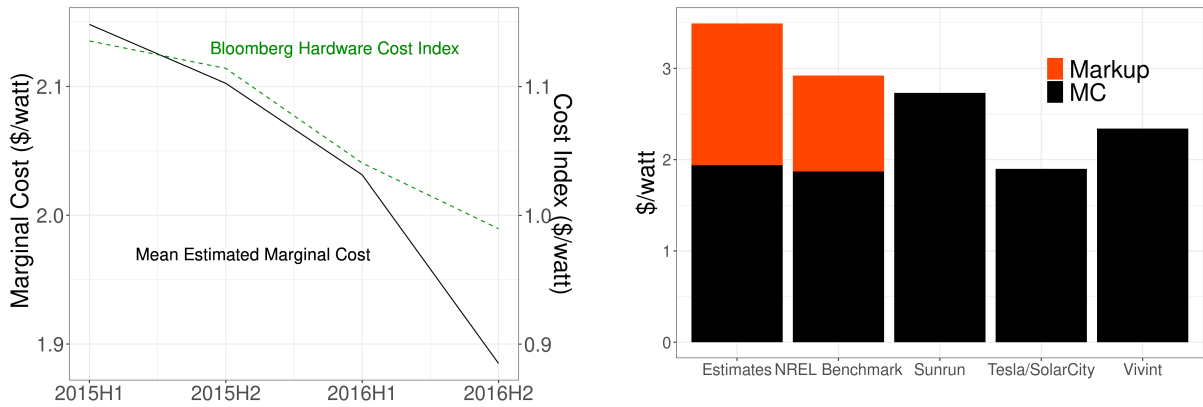 Marginal Cost ($/watt)
2.1
2.0
1.9
Bloomberg Hardware Cost Index
Mean Estimated Marginal Cost
1.1
1.0
0.9
Cost Index ($/watt)
2015H1 2015H2 2016H1 2016H2
$/watt
3
2
1
0
Markup
MC
Estimates NREL Benchmark Sunrun Tesla/SolarCity Vivint